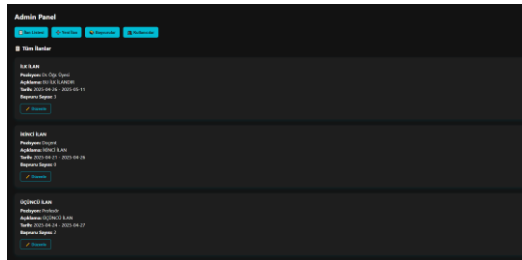 Admin Panel
İlan Listesi Yeni İlan Başvurular Kullanıcılar
Tüm İlanlar
İLK İLAN
Pozisyon: Dr. Öğr. Üyesi
Açıklama: BU İLK İLANDIR
Tarih: 2025-04-26 - 2025-05-11
Başvuru Sayısı: 3
Düzenle
İKİNCİ İLAN
Pozisyon: Doçent
Açıklama: İKİNCİ İLAN
Tarih: 2025-04-21 - 2025-04-26
Başvuru Sayısı: 0
Düzenle
ÜÇÜNCÜ İLAN
Pozisyon: Profesör
Açıklama: ÜÇÜNCÜ İLAN
Tarih: 2025-04-24 - 2025-04-27
Başvuru Sayısı: 2
Düzenle